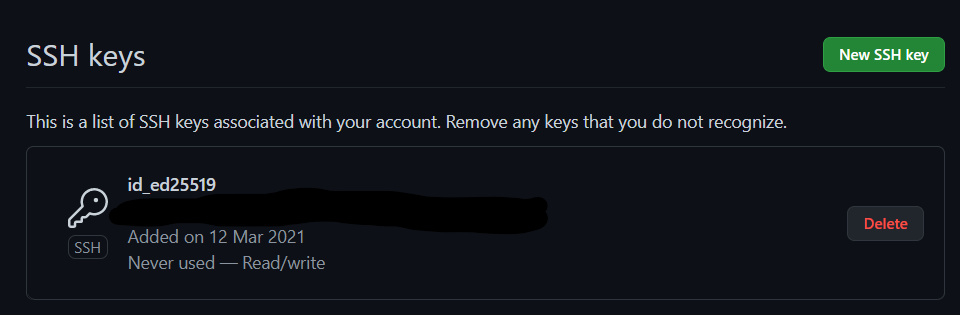 SSH keys
New SSH key
This is a list of SSH keys associated with your account. Remove any keys that you do not recognize.
id_ed25519
SSH
Added on 12 Mar 2021
Never used — Read/write
Delete